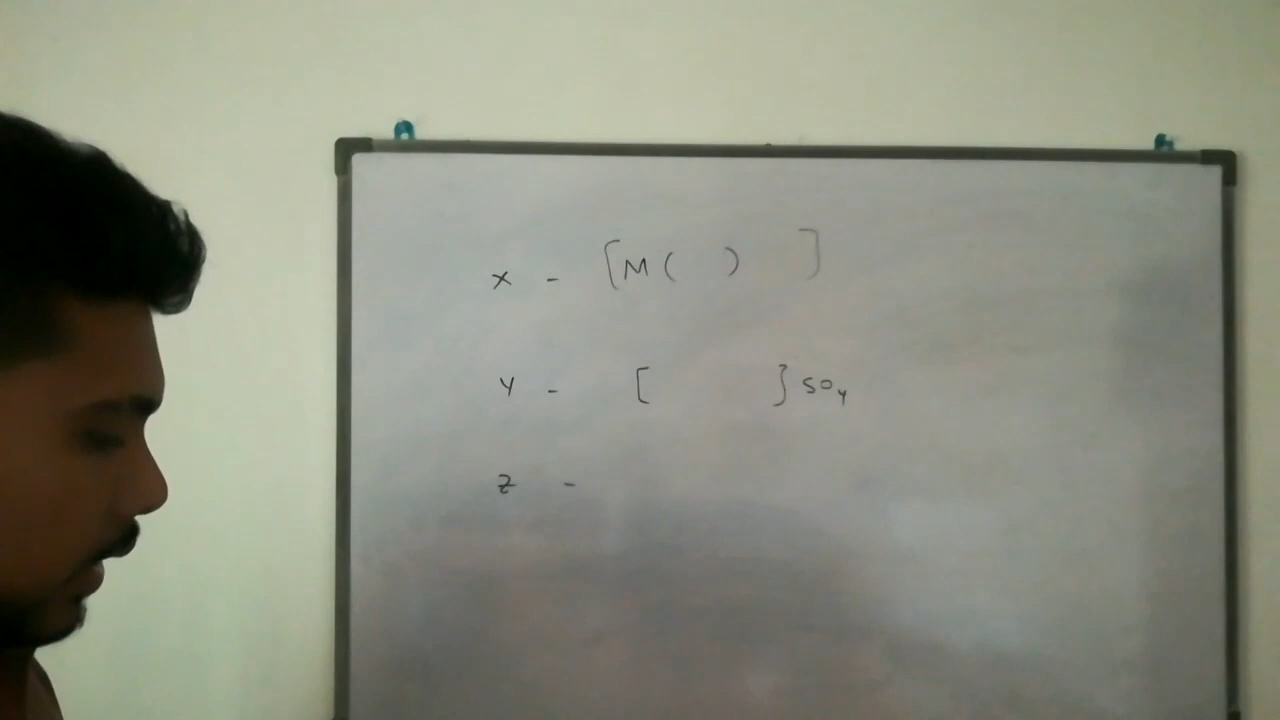 x - [M( ) ]
y - [ ] SO4
z -